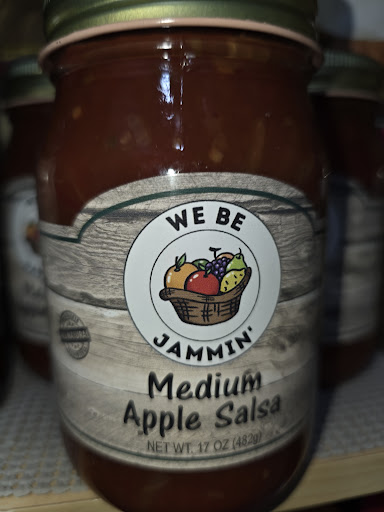 WE BE
JAMMIN'
Medium
Apple Salsa
NET WT. 17 OZ (482g)